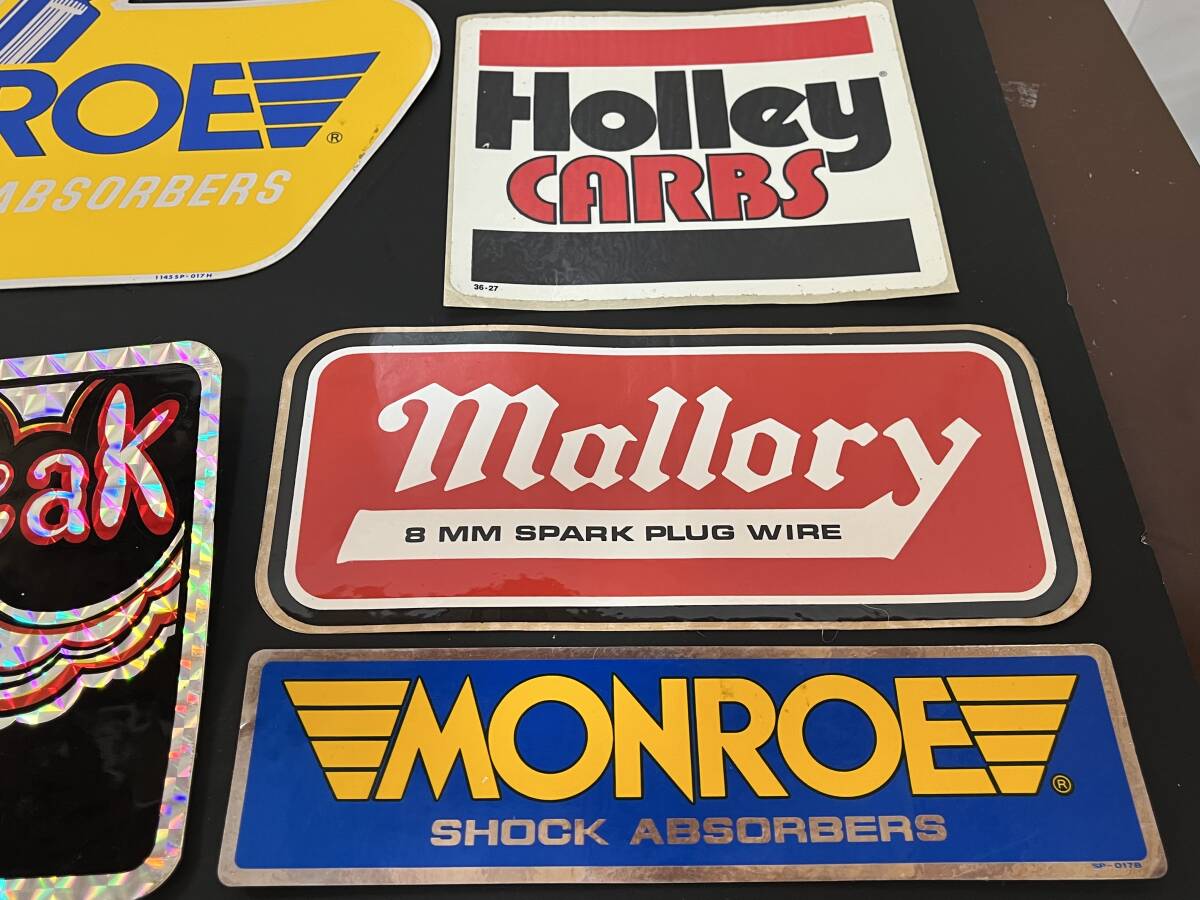 ROE®
ABSORBERS
1145SP-017H
Holley®
CARBS
36-27
eak
Mallory
8 MM SPARK PLUG WIRE
MONROE®
SHOCK ABSORBERS
SP-017B